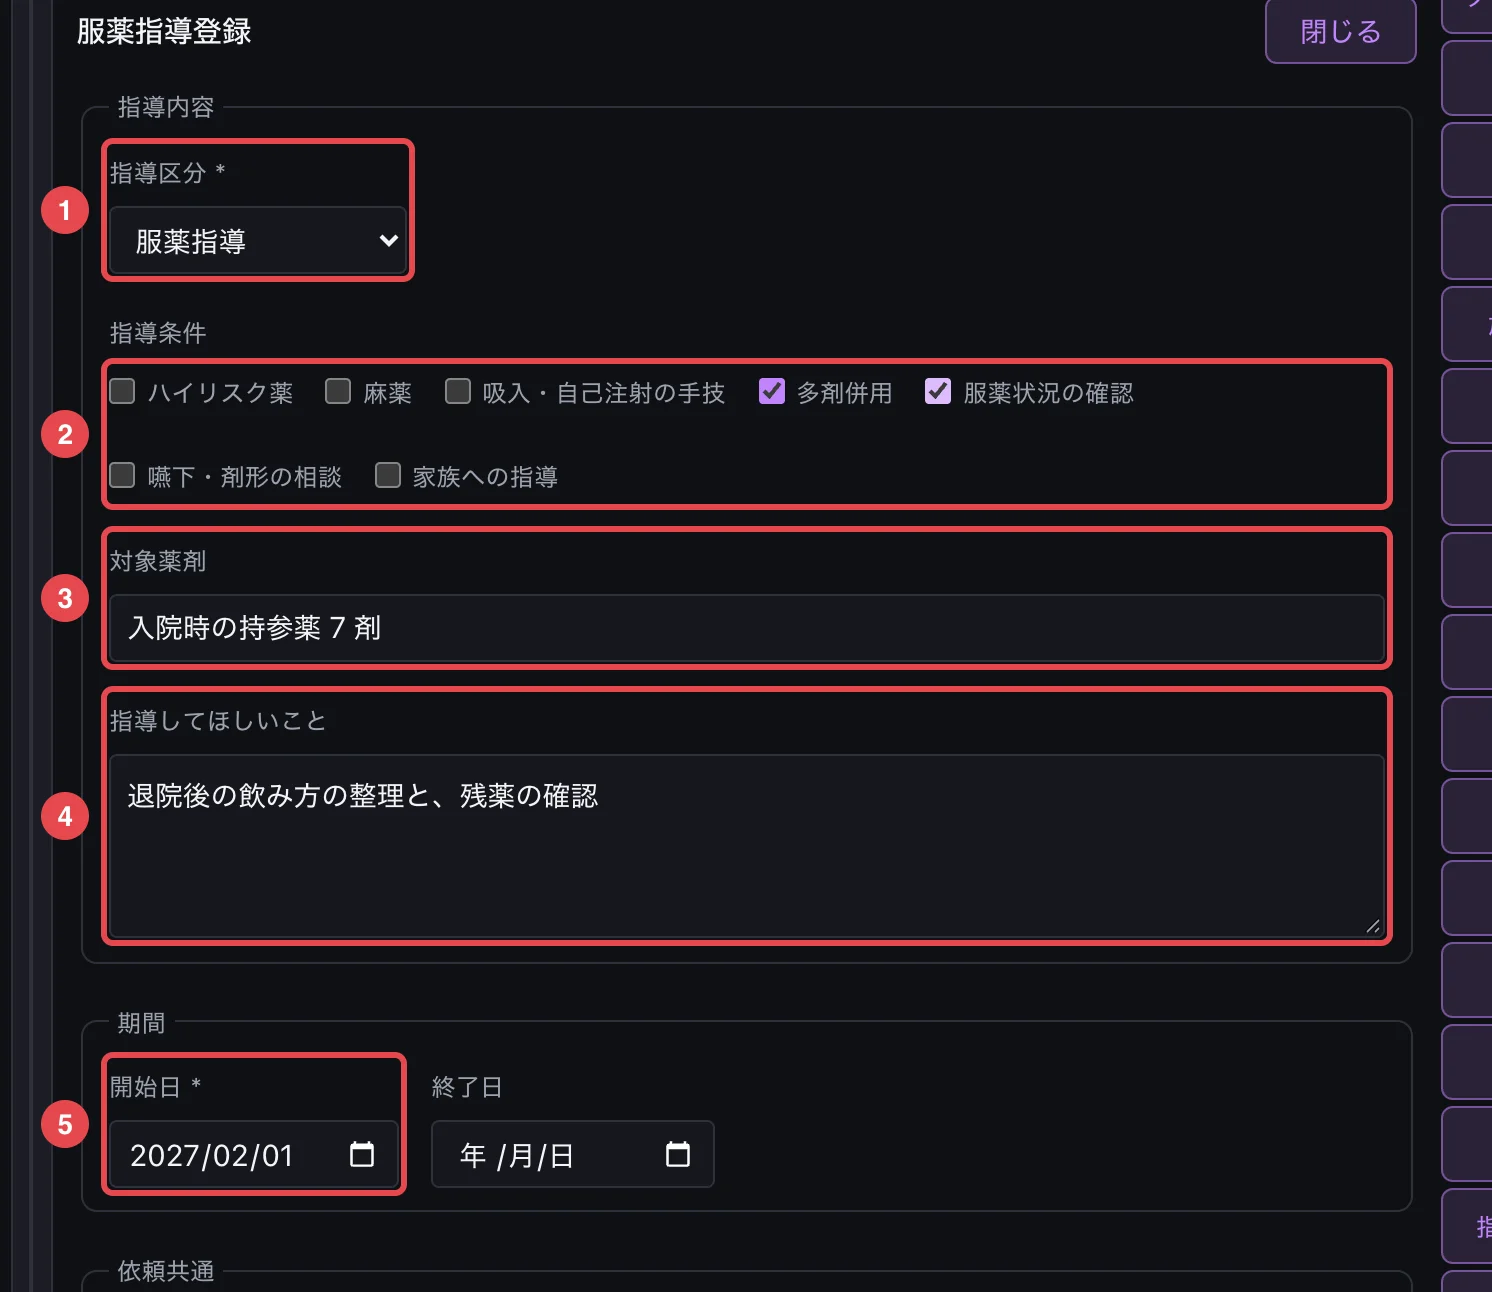 服薬指導登録
閉じる
指導内容
指導区分 *
1
服薬指導
指導条件
ハイリスク薬 麻薬 吸入・自己注射の手技 多剤併用 服薬状況の確認
2
嚥下・剤形の相談 家族への指導
対象薬剤
3
入院時の持参薬 7 剤
指導してほしいこと
退院後の飲み方の整理と、残薬の確認
4
期間
開始日 * 終了日
5
2027/02/01 年 /月/日
指
依頼共通